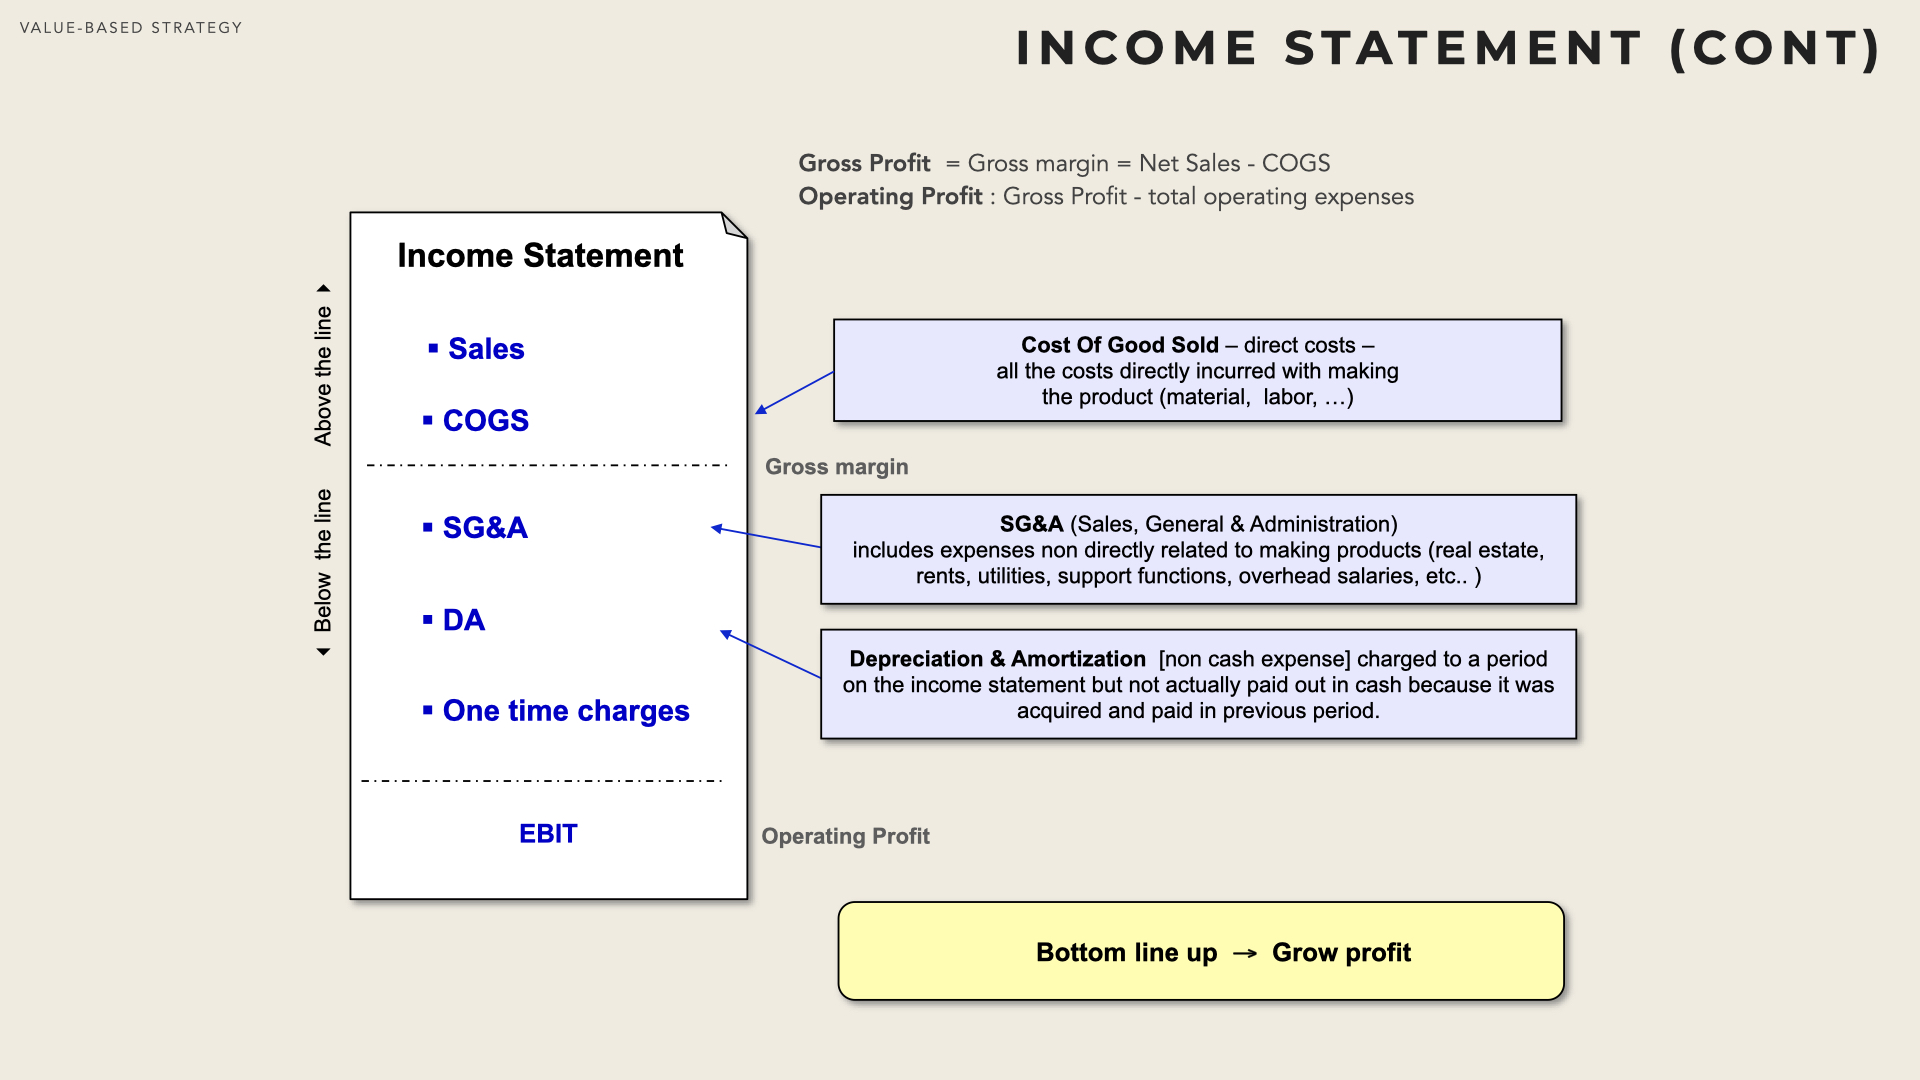 VALUE-BASED STRATEGY
INCOME STATEMENT (CONT)
Gross Profit = Gross margin = Net Sales - COGS
Operating Profit : Gross Profit - total operating expenses
Income Statement
Above the line
Below the line
▪ Sales
▪ COGS
Cost Of Good Sold – direct costs –
all the costs directly incurred with making
the product (material, labor, …)
Gross margin
▪ SG&A
SG&A (Sales, General & Administration)
includes expenses non directly related to making products (real estate,
rents, utilities, support functions, overhead salaries, etc.. )
▪ DA
Depreciation & Amortization [non cash expense] charged to a period
on the income statement but not actually paid out in cash because it was
acquired and paid in previous period.
▪ One time charges
EBIT
Operating Profit
Bottom line up → Grow profit